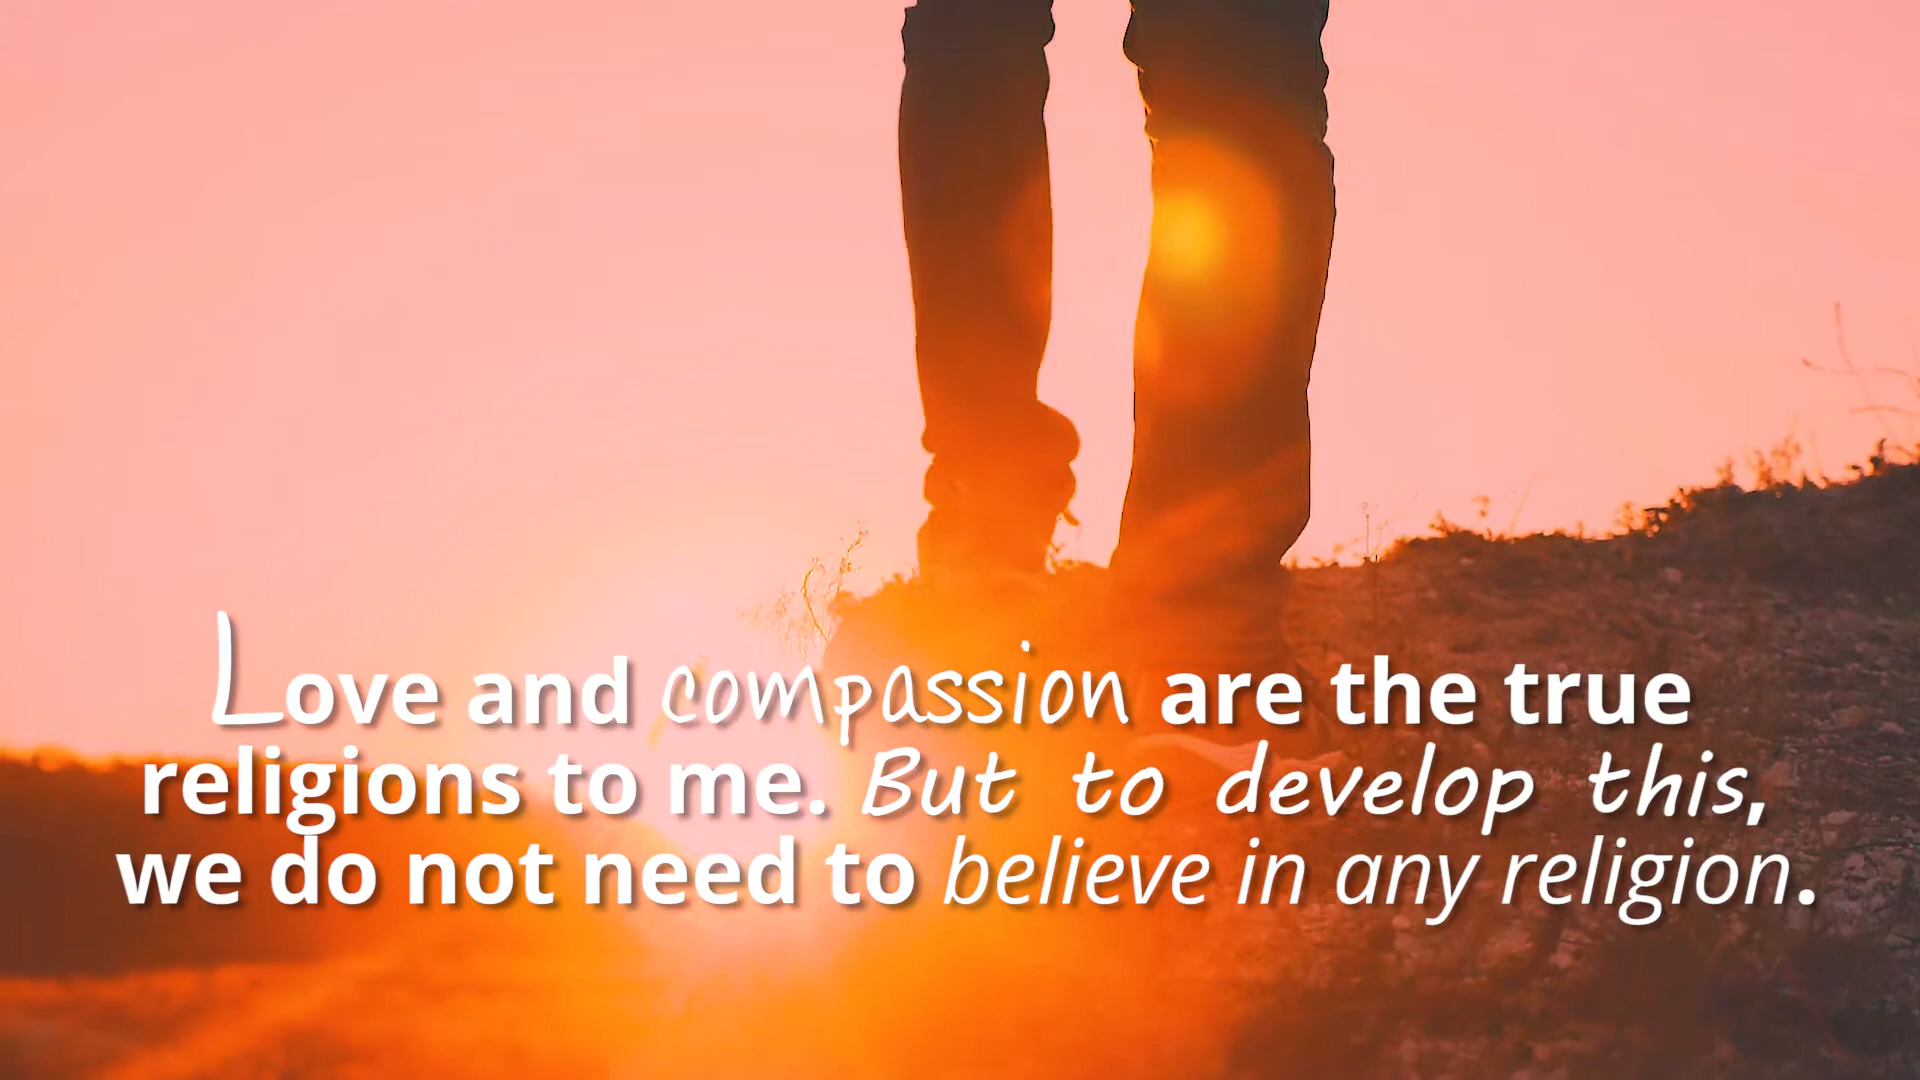 Love and compassion are the true
religions to me. But to develop this,
we do not need to believe in any religion.